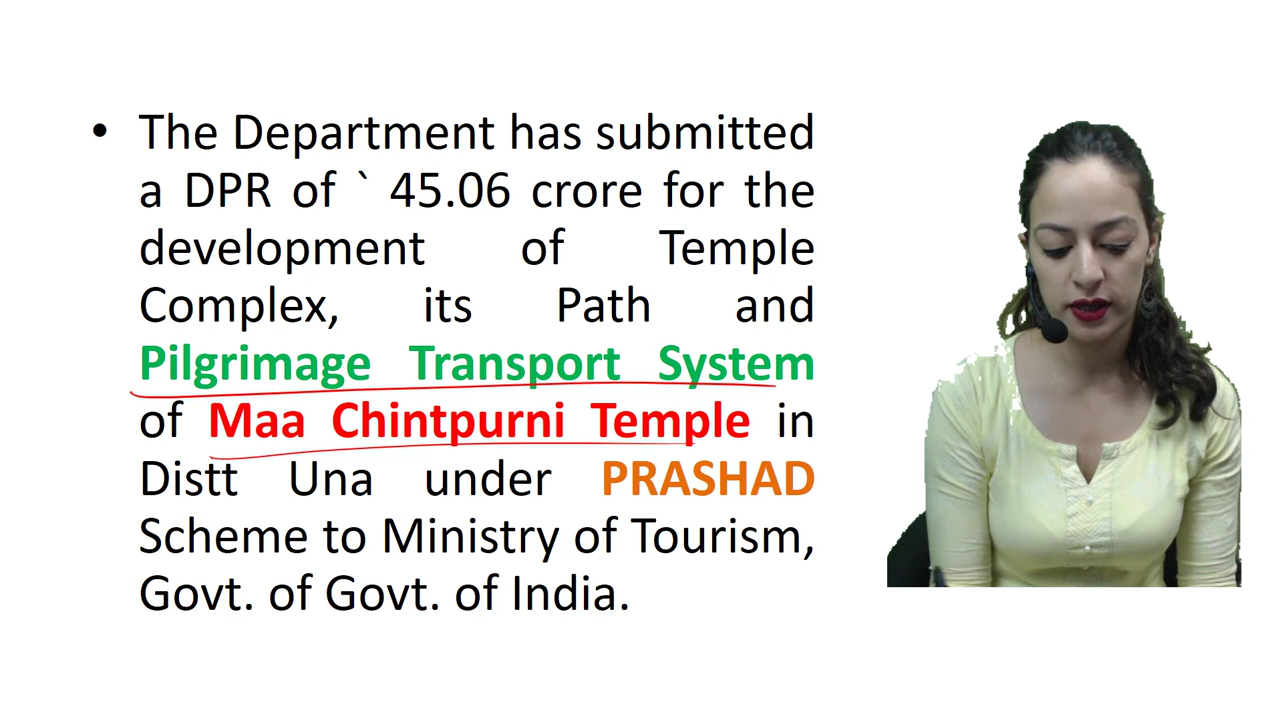 • The Department has submitted
a DPR of ` 45.06 crore for the
development of Temple
Complex, its Path and
Pilgrimage Transport System
of Maa Chintpurni Temple in
Distt Una under PRASHAD
Scheme to Ministry of Tourism,
Govt. of Govt. of India.